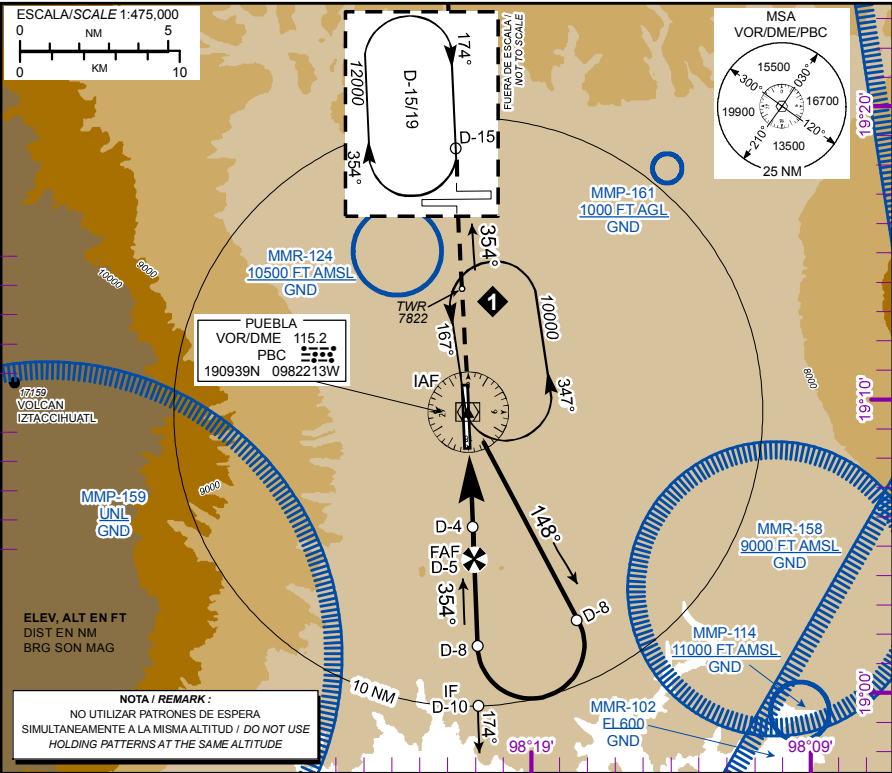 ESCALA/SCALE 1:475,000
0 NM 5
0 KM 10
174°
12000
D-15/19
354°
D-15
FUERA DE ESCALA /
NOT TO SCALE
MSA
VOR/DME/PBC
15500
300°
030°
19900
16700
210°
120°
13500
25 NM
19°20'
MMP-161
1000 FT AGL
GND
MMR-124
10500 FT AMSL
GND
354°
TWR
7822
1
10000
167°
347°
10000
9000
PUEBLA
VOR/DME 115.2
PBC
190939N 0982213W
IAF
17159
VOLCAN
IZTACCIHUATL
8000
19°10'
9000
MMP-159
UNL
GND
148°
D-4
FAF
D-5
354°
D-8
D-8
MMR-158
9000 FT AMSL
GND
ELEV, ALT EN FT
DIST EN NM
BRG SON MAG
MMP-114
11000 FT AMSL
GND
10 NM
IF
D-10
174°
MMR-102
FL600
GND
19°00'
NOTA / REMARK :
NO UTILIZAR PATRONES DE ESPERA
SIMULTANEAMENTE A LA MISMA ALTITUD / DO NOT USE
HOLDING PATTERNS AT THE SAME ALTITUDE
98°19'
98°09'